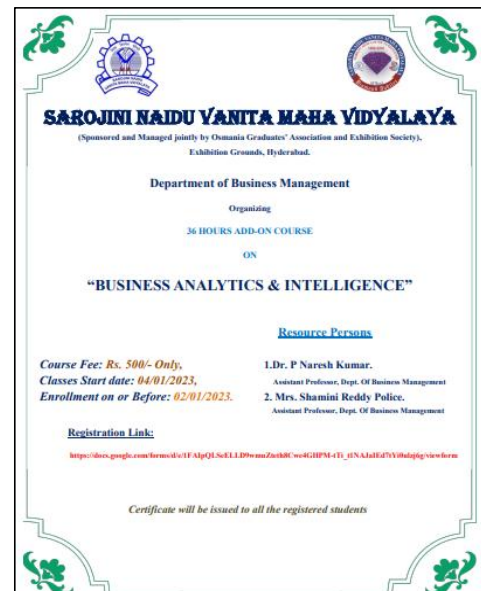 SAROJINI NAIDU VANITA MAHA VIDYALAYA
(Sponsored and Managed jointly by Osmania Graduates' Association and Exhibition Society),
Exhibition Grounds, Hyderabad.
Department of Business Management
Organizing
36 HOURS ADD-ON COURSE
ON
“BUSINESS ANALYTICS & INTELLIGENCE”
Resource Persons
Course Fee: Rs. 500/- Only,
Classes Start date: 04/01/2023,
Enrollment on or Before: 02/01/2023.
1.Dr. P Naresh Kumar.
Assistant Professor, Dept. Of Business Management
2. Mrs. Shamini Reddy Police.
Assistant Professor, Dept. Of Business Management
Registration Link:
Certificate will be issued to all the registered students